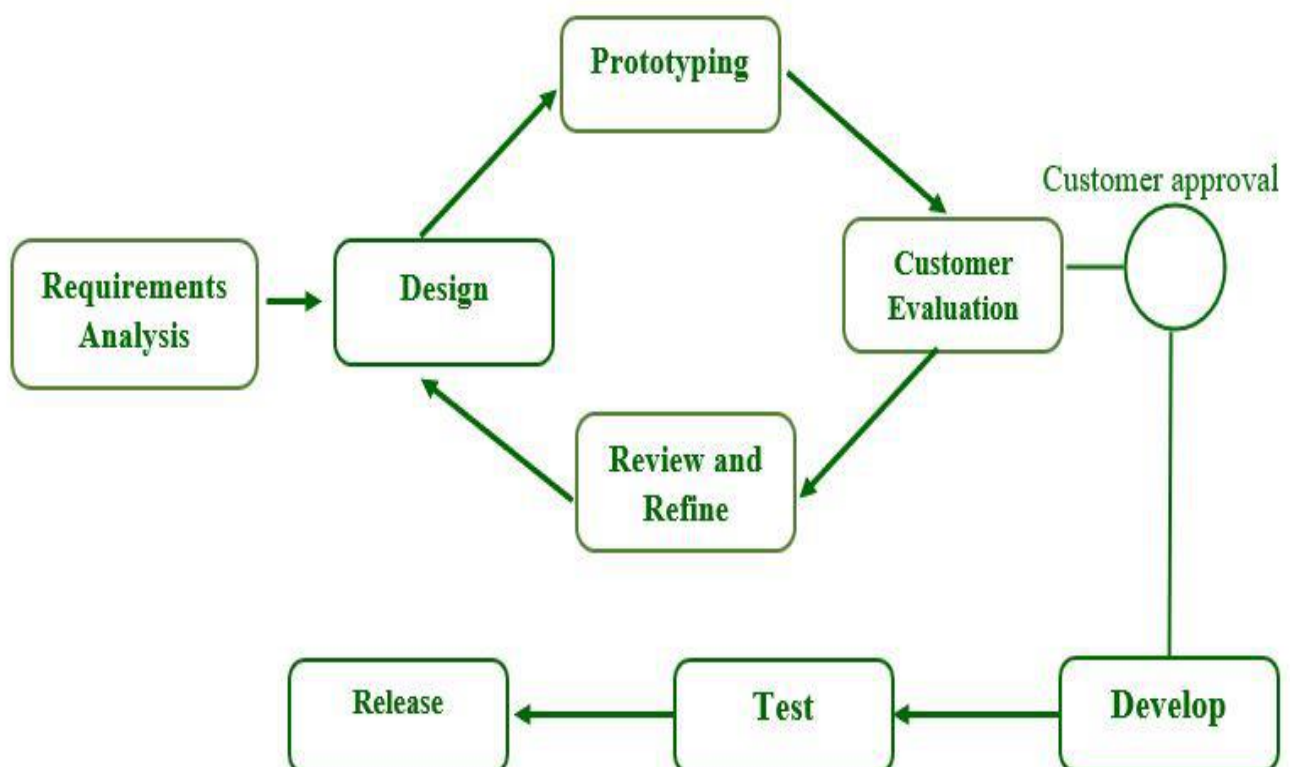 Prototyping
Customer approval
Requirements
Analysis
Design
Customer
Evaluation
Review and
Refine
Release
Test
Develop